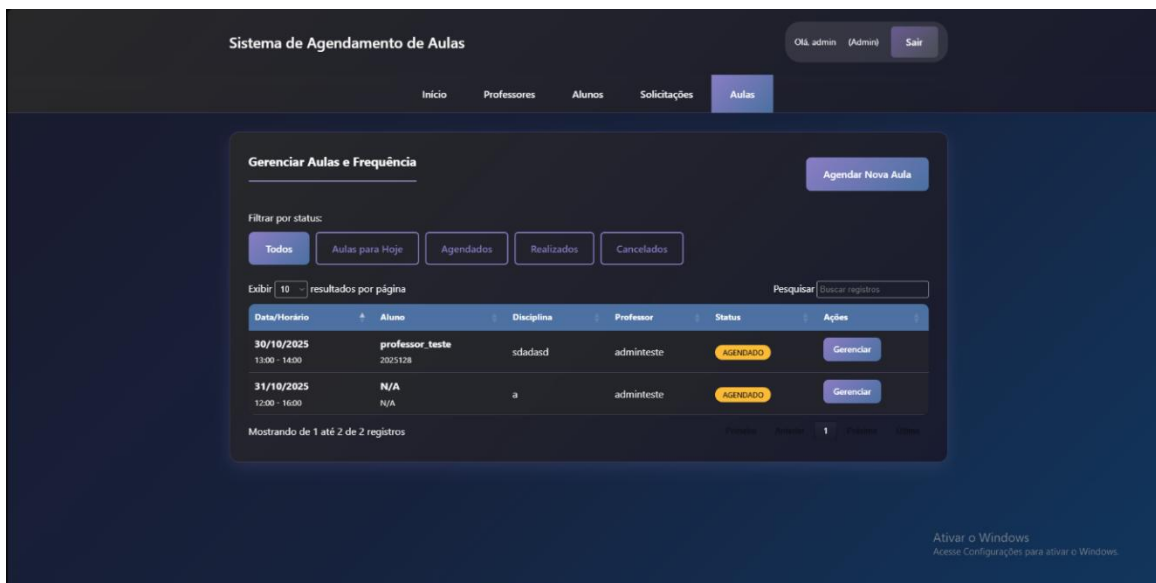 Sistema de Agendamento de Aulas
Olá, admin (Admin) Sair
Início Professores Alunos Solicitações Aulas
Gerenciar Aulas e Frequência
Agendar Nova Aula
Filtrar por status:
Todos Aulas para Hoje Agendados Realizados Cancelados
Exibir 10 resultados por página
Pesquisar Buscar registros
Data/Horário Aluno Disciplina Professor Status Ações
30/10/2025 professor_teste sdadasd adminteste AGENDADO Gerenciar
13:00 - 14:00 2025128
31/10/2025 N/A a adminteste AGENDADO Gerenciar
12:00 - 16:00 N/A
Mostrando de 1 até 2 de 2 registros
1
Ativar o Windows
Acesse Configurações para ativar o Windows.